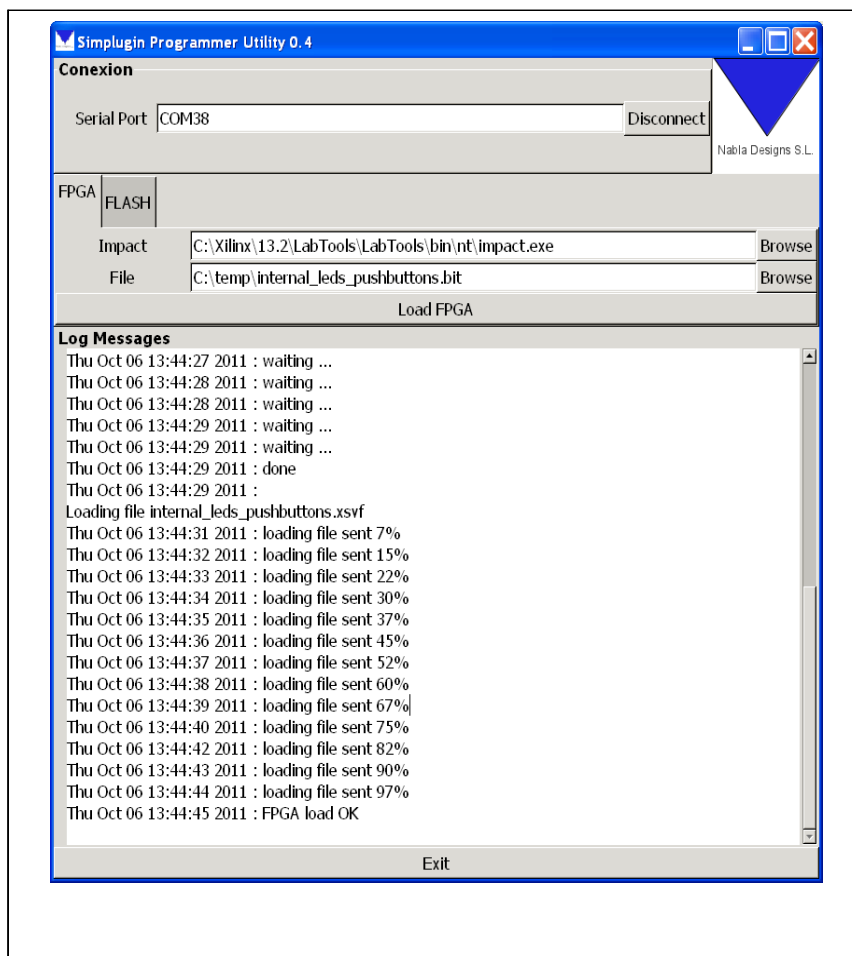 Simplugin Programmer Utility 0.4
Conexion
Serial Port COM38 Disconnect
Nabla Designs S.L.
FPGA FLASH
Impact C:\Xilinx\13.2\LabTools\LabTools\bin\nt\impact.exe Browse
File C:\temp\internal_leds_pushbuttons.bit Browse
Load FPGA
Log Messages
Thu Oct 06 13:44:27 2011 : waiting ...
Thu Oct 06 13:44:28 2011 : waiting ...
Thu Oct 06 13:44:28 2011 : waiting ...
Thu Oct 06 13:44:29 2011 : waiting ...
Thu Oct 06 13:44:29 2011 : waiting ...
Thu Oct 06 13:44:29 2011 : done
Thu Oct 06 13:44:29 2011 :
Loading file internal_leds_pushbuttons.xsvf
Thu Oct 06 13:44:31 2011 : loading file sent 7%
Thu Oct 06 13:44:32 2011 : loading file sent 15%
Thu Oct 06 13:44:33 2011 : loading file sent 22%
Thu Oct 06 13:44:34 2011 : loading file sent 30%
Thu Oct 06 13:44:35 2011 : loading file sent 37%
Thu Oct 06 13:44:36 2011 : loading file sent 45%
Thu Oct 06 13:44:37 2011 : loading file sent 52%
Thu Oct 06 13:44:38 2011 : loading file sent 60%
Thu Oct 06 13:44:39 2011 : loading file sent 67%
Thu Oct 06 13:44:40 2011 : loading file sent 75%
Thu Oct 06 13:44:42 2011 : loading file sent 82%
Thu Oct 06 13:44:43 2011 : loading file sent 90%
Thu Oct 06 13:44:44 2011 : loading file sent 97%
Thu Oct 06 13:44:45 2011 : FPGA load OK
Exit